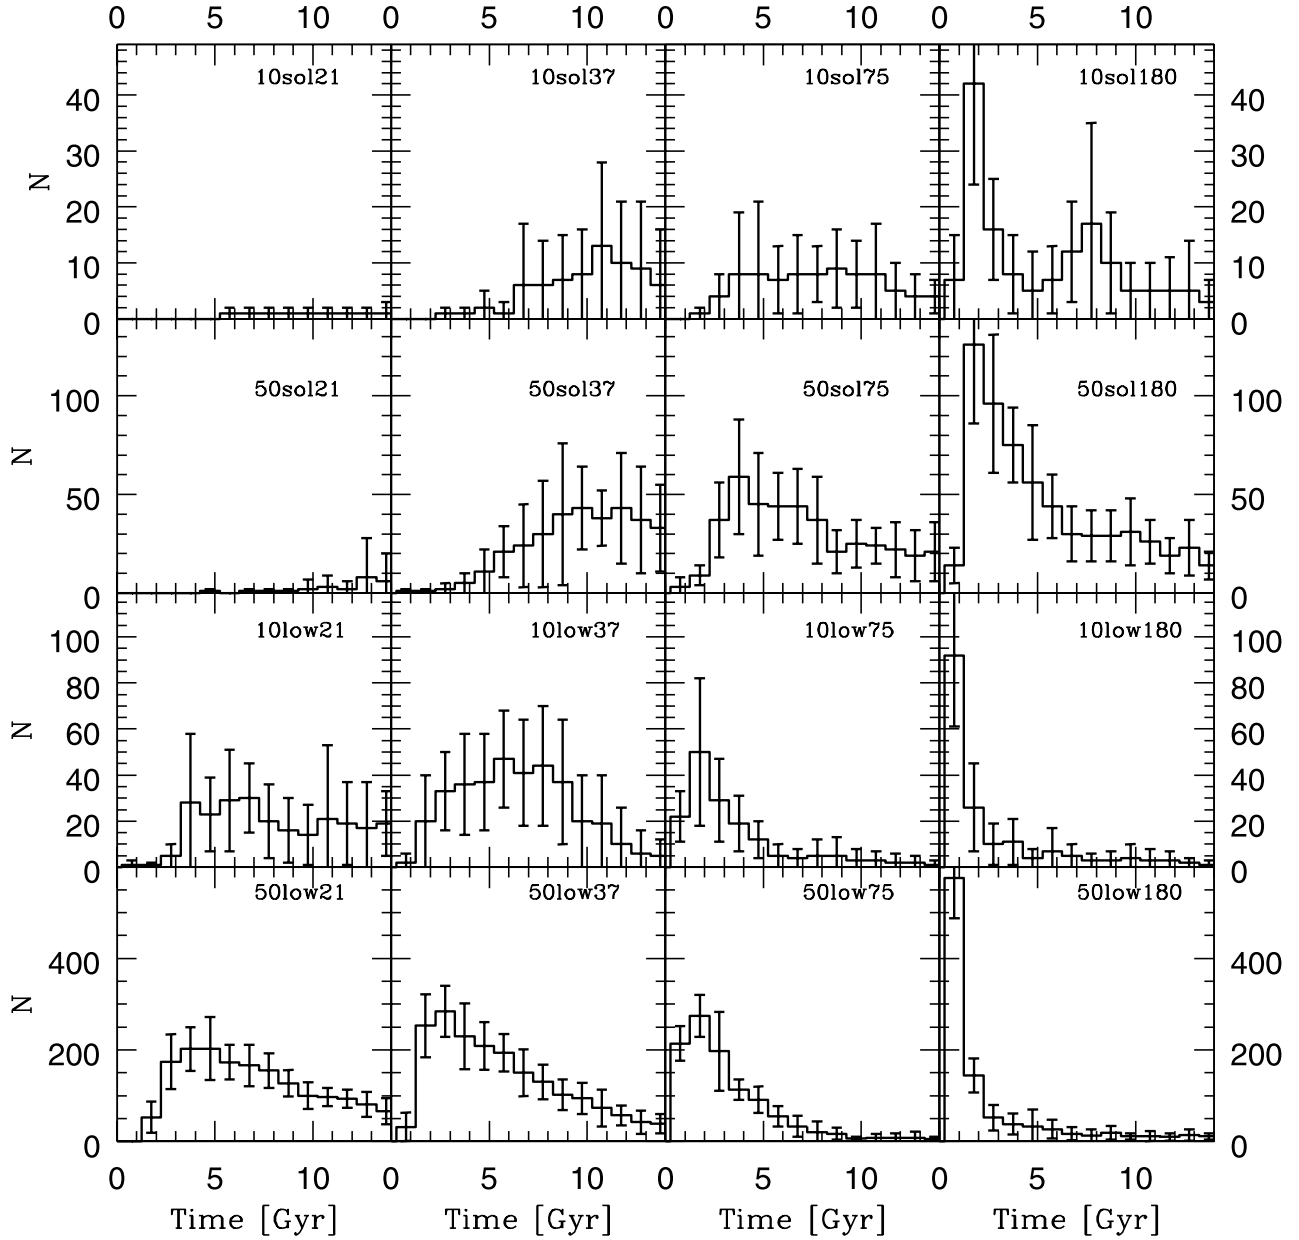 0 5 10 0 5 10 0 5 10 0 5 10
10sol21 10sol37 10sol75 10sol180
40 40
30 30
N
20 20
10 10
0 0
50sol21 50sol37 50sol75 50sol180
100 100
N
50 50
0 0
10low21 10low37 10low75 10low180
100 100
80 80
N
60 60
40 40
20 20
0 0
50low21 50low37 50low75 50low180
400 400
N
200 200
0 0
0 5 10 0 5 10 0 5 10 0 5 10
Time [Gyr] Time [Gyr] Time [Gyr] Time [Gyr]